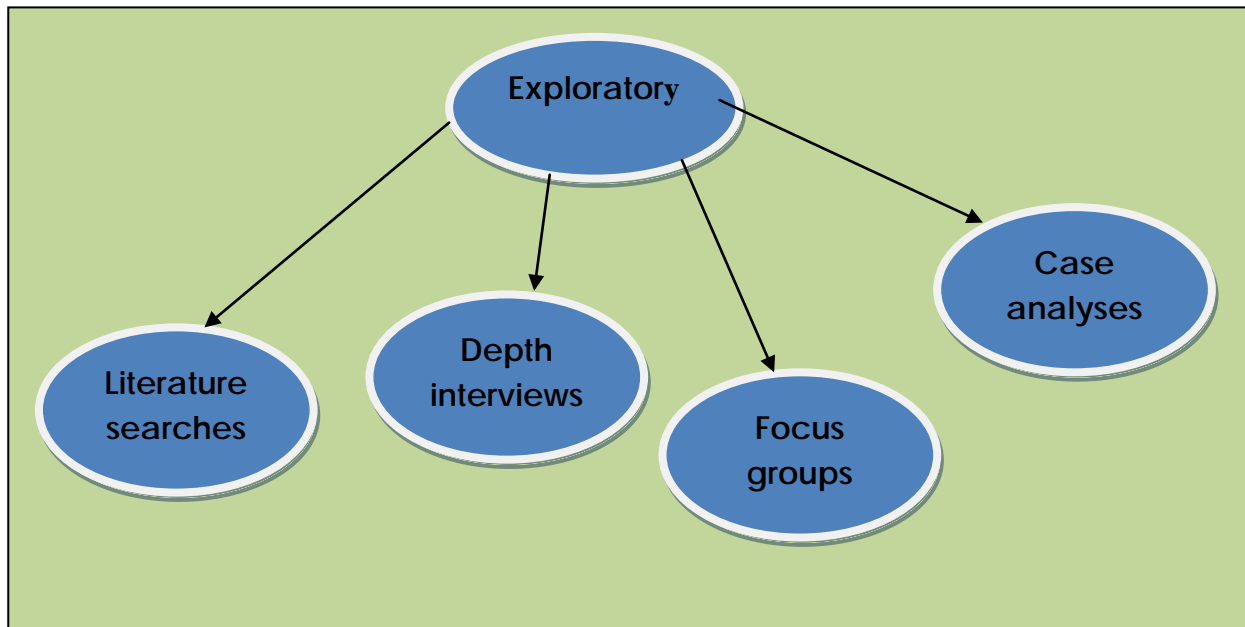 Exploratory
Case
analyses
Depth
interviews
Literature
searches
Focus
groups